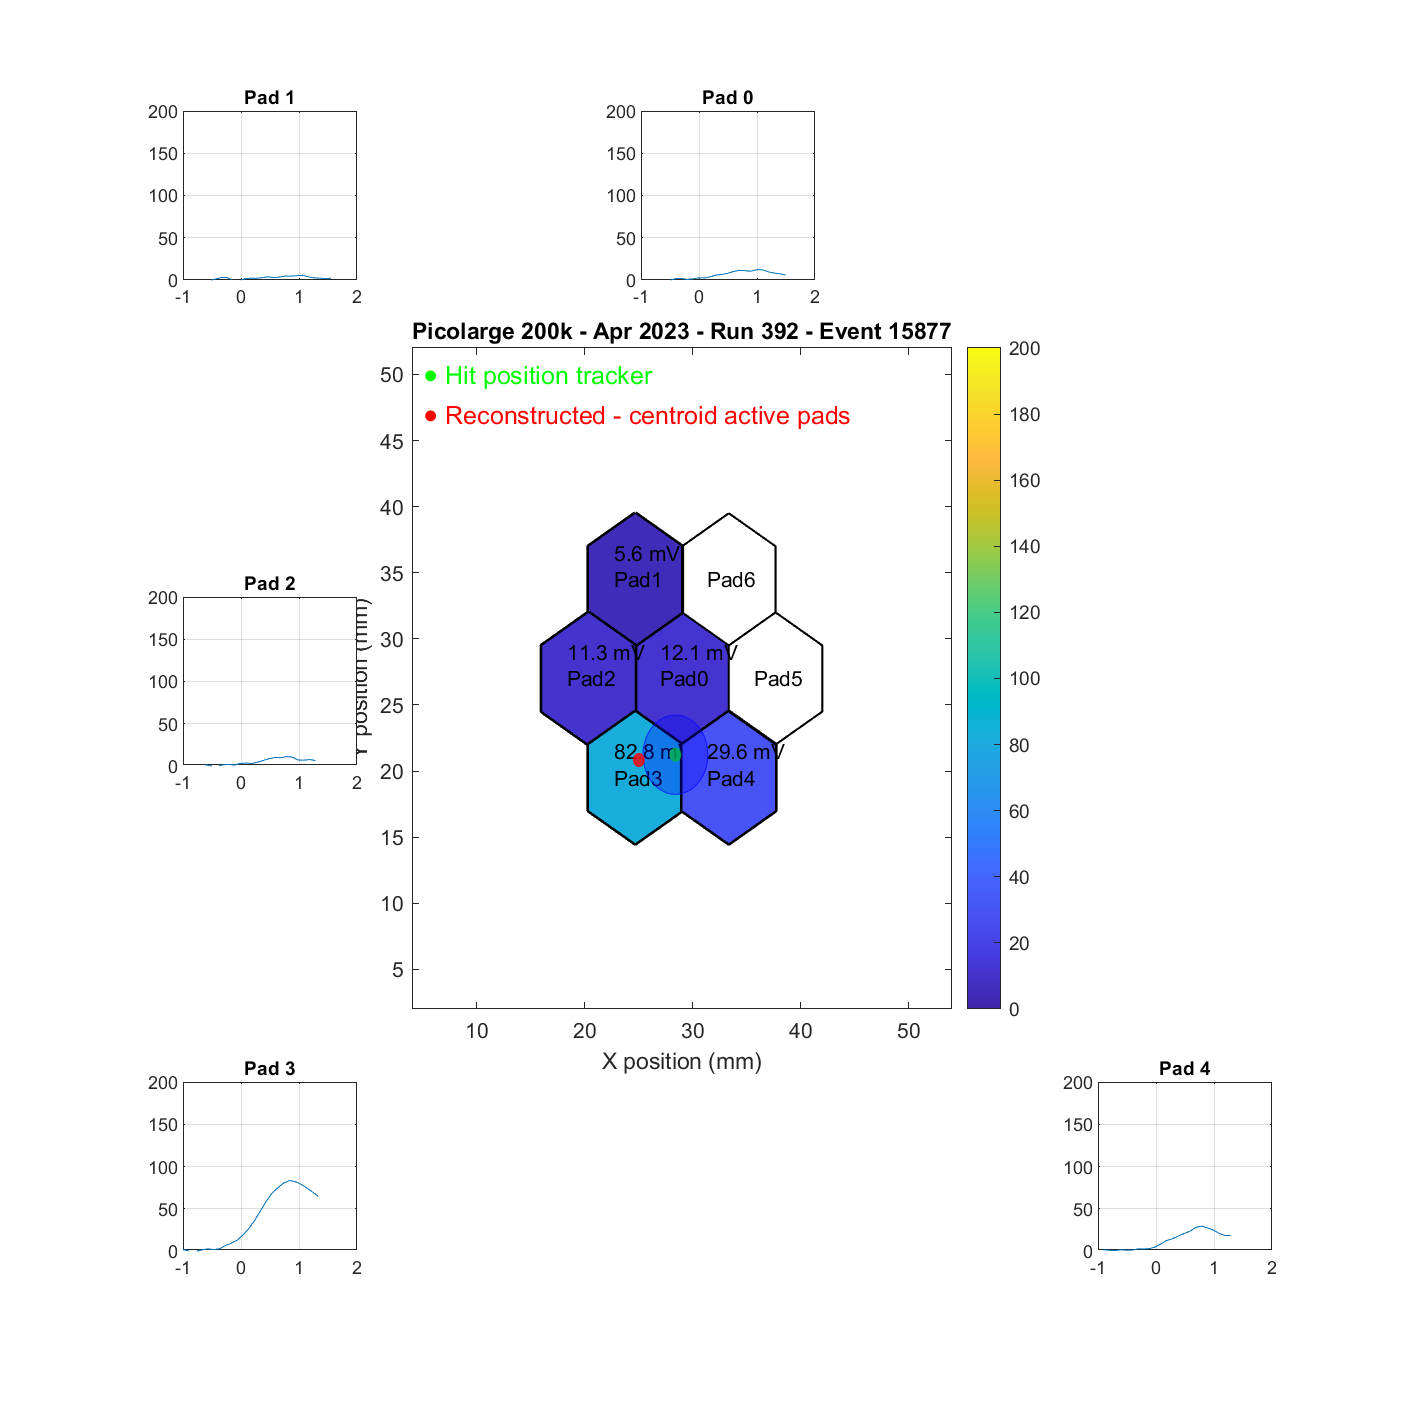 Pad 1
200
150
100
50
0
-1 0 1 2
Pad 0
200
150
100
50
0
-1 0 1 2
Picolarge 200k - Apr 2023 - Run 392 - Event 15877
Hit position tracker
Reconstructed - centroid active pads
50
45
40
35
30
25
20
15
10
5
10 20 30 40 50
X position (mm)
Y position (mm)
5.6 mV
Pad1
Pad6
11.3 mV
Pad2
12.1 mV
Pad0
Pad5
82.8 mV
Pad3
29.6 mV
Pad4
200
180
160
140
120
100
80
60
40
20
0
Pad 2
200
150
100
50
0
-1 0 1 2
Pad 3
200
150
100
50
0
-1 0 1 2
Pad 4
200
150
100
50
0
-1 0 1 2